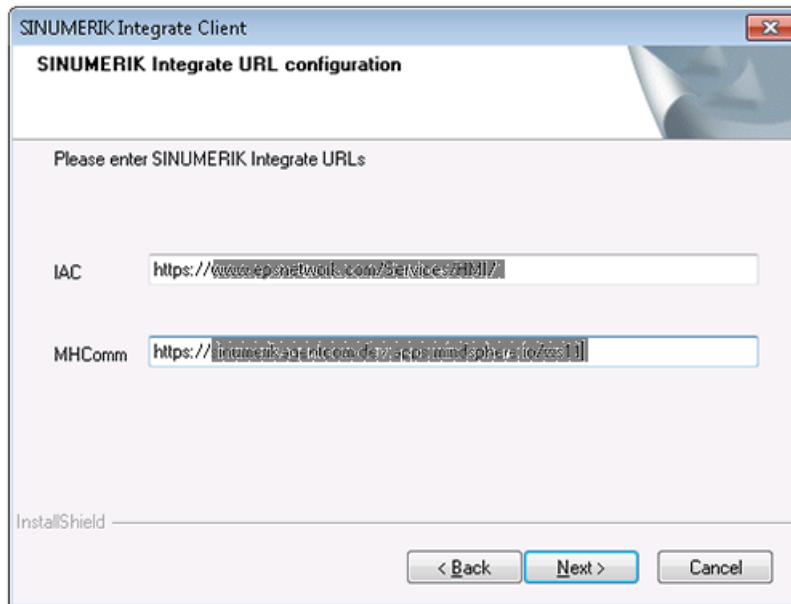 SINUMERIK Integrate Client
SINUMERIK Integrate URL configuration
Please enter SINUMERIK Integrate URLs
IAC https://www.epsnetwork.com/Services/HMI/
MHComm https://
InstallShield
< Back Next > Cancel